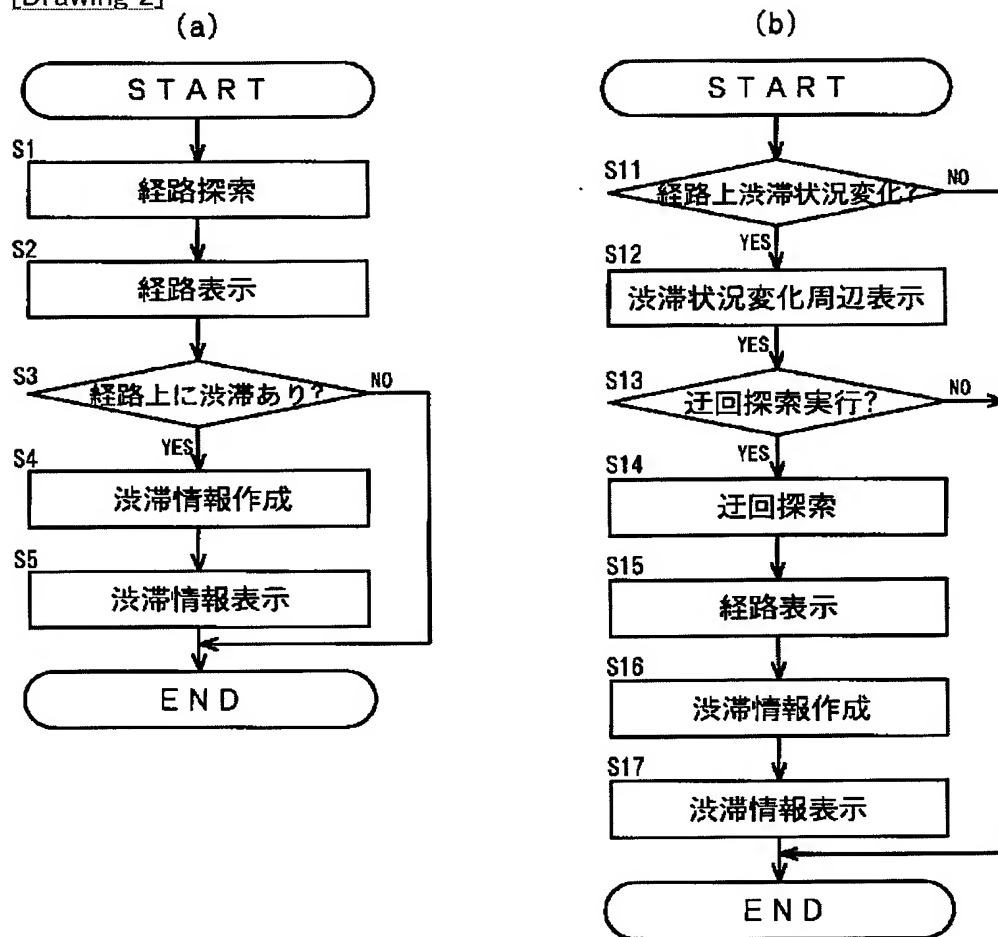 [Drawing 2]
(a)
START
S1
経路探索
S2
経路表示
S3
経路上に渋滞あり?
NO
YES
S4
渋滞情報作成
S5
渋滞情報表示
END
(b)
START
S11
経路上渋滞状況変化?
NO
YES
S12
渋滞状況変化周辺表示
YES
S13
迂回探索実行?
NO
YES
S14
迂回探索
S15
経路表示
S16
渋滞情報作成
S17
渋滞情報表示
END